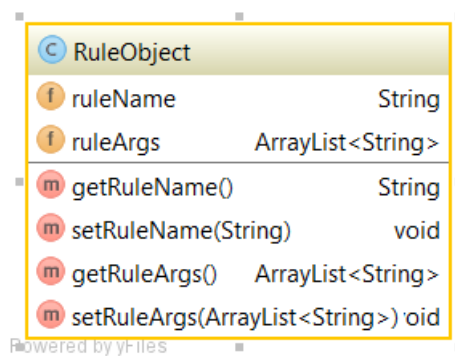 C RuleObject
f ruleName String
f ruleArgs ArrayList<String>
m getRuleName() String
m setRuleName(String) void
m getRuleArgs() ArrayList<String>
m setRuleArgs(ArrayList<String>) void
Powered by yFiles